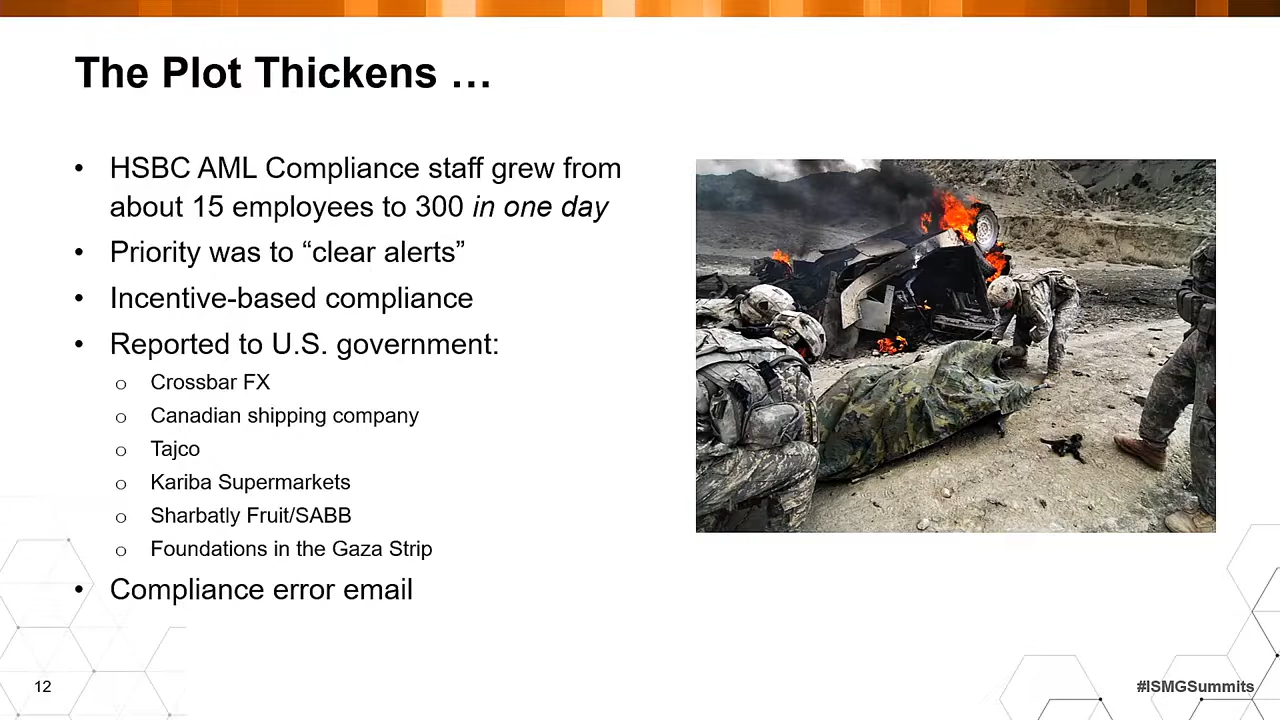 The Plot Thickens …
• HSBC AML Compliance staff grew from
about 15 employees to 300 in one day
• Priority was to “clear alerts”
• Incentive-based compliance
• Reported to U.S. government:
o Crossbar FX
o Canadian shipping company
o Tajco
o Kariba Supermarkets
o Sharbatly Fruit/SABB
o Foundations in the Gaza Strip
• Compliance error email
12
#ISMGSummits